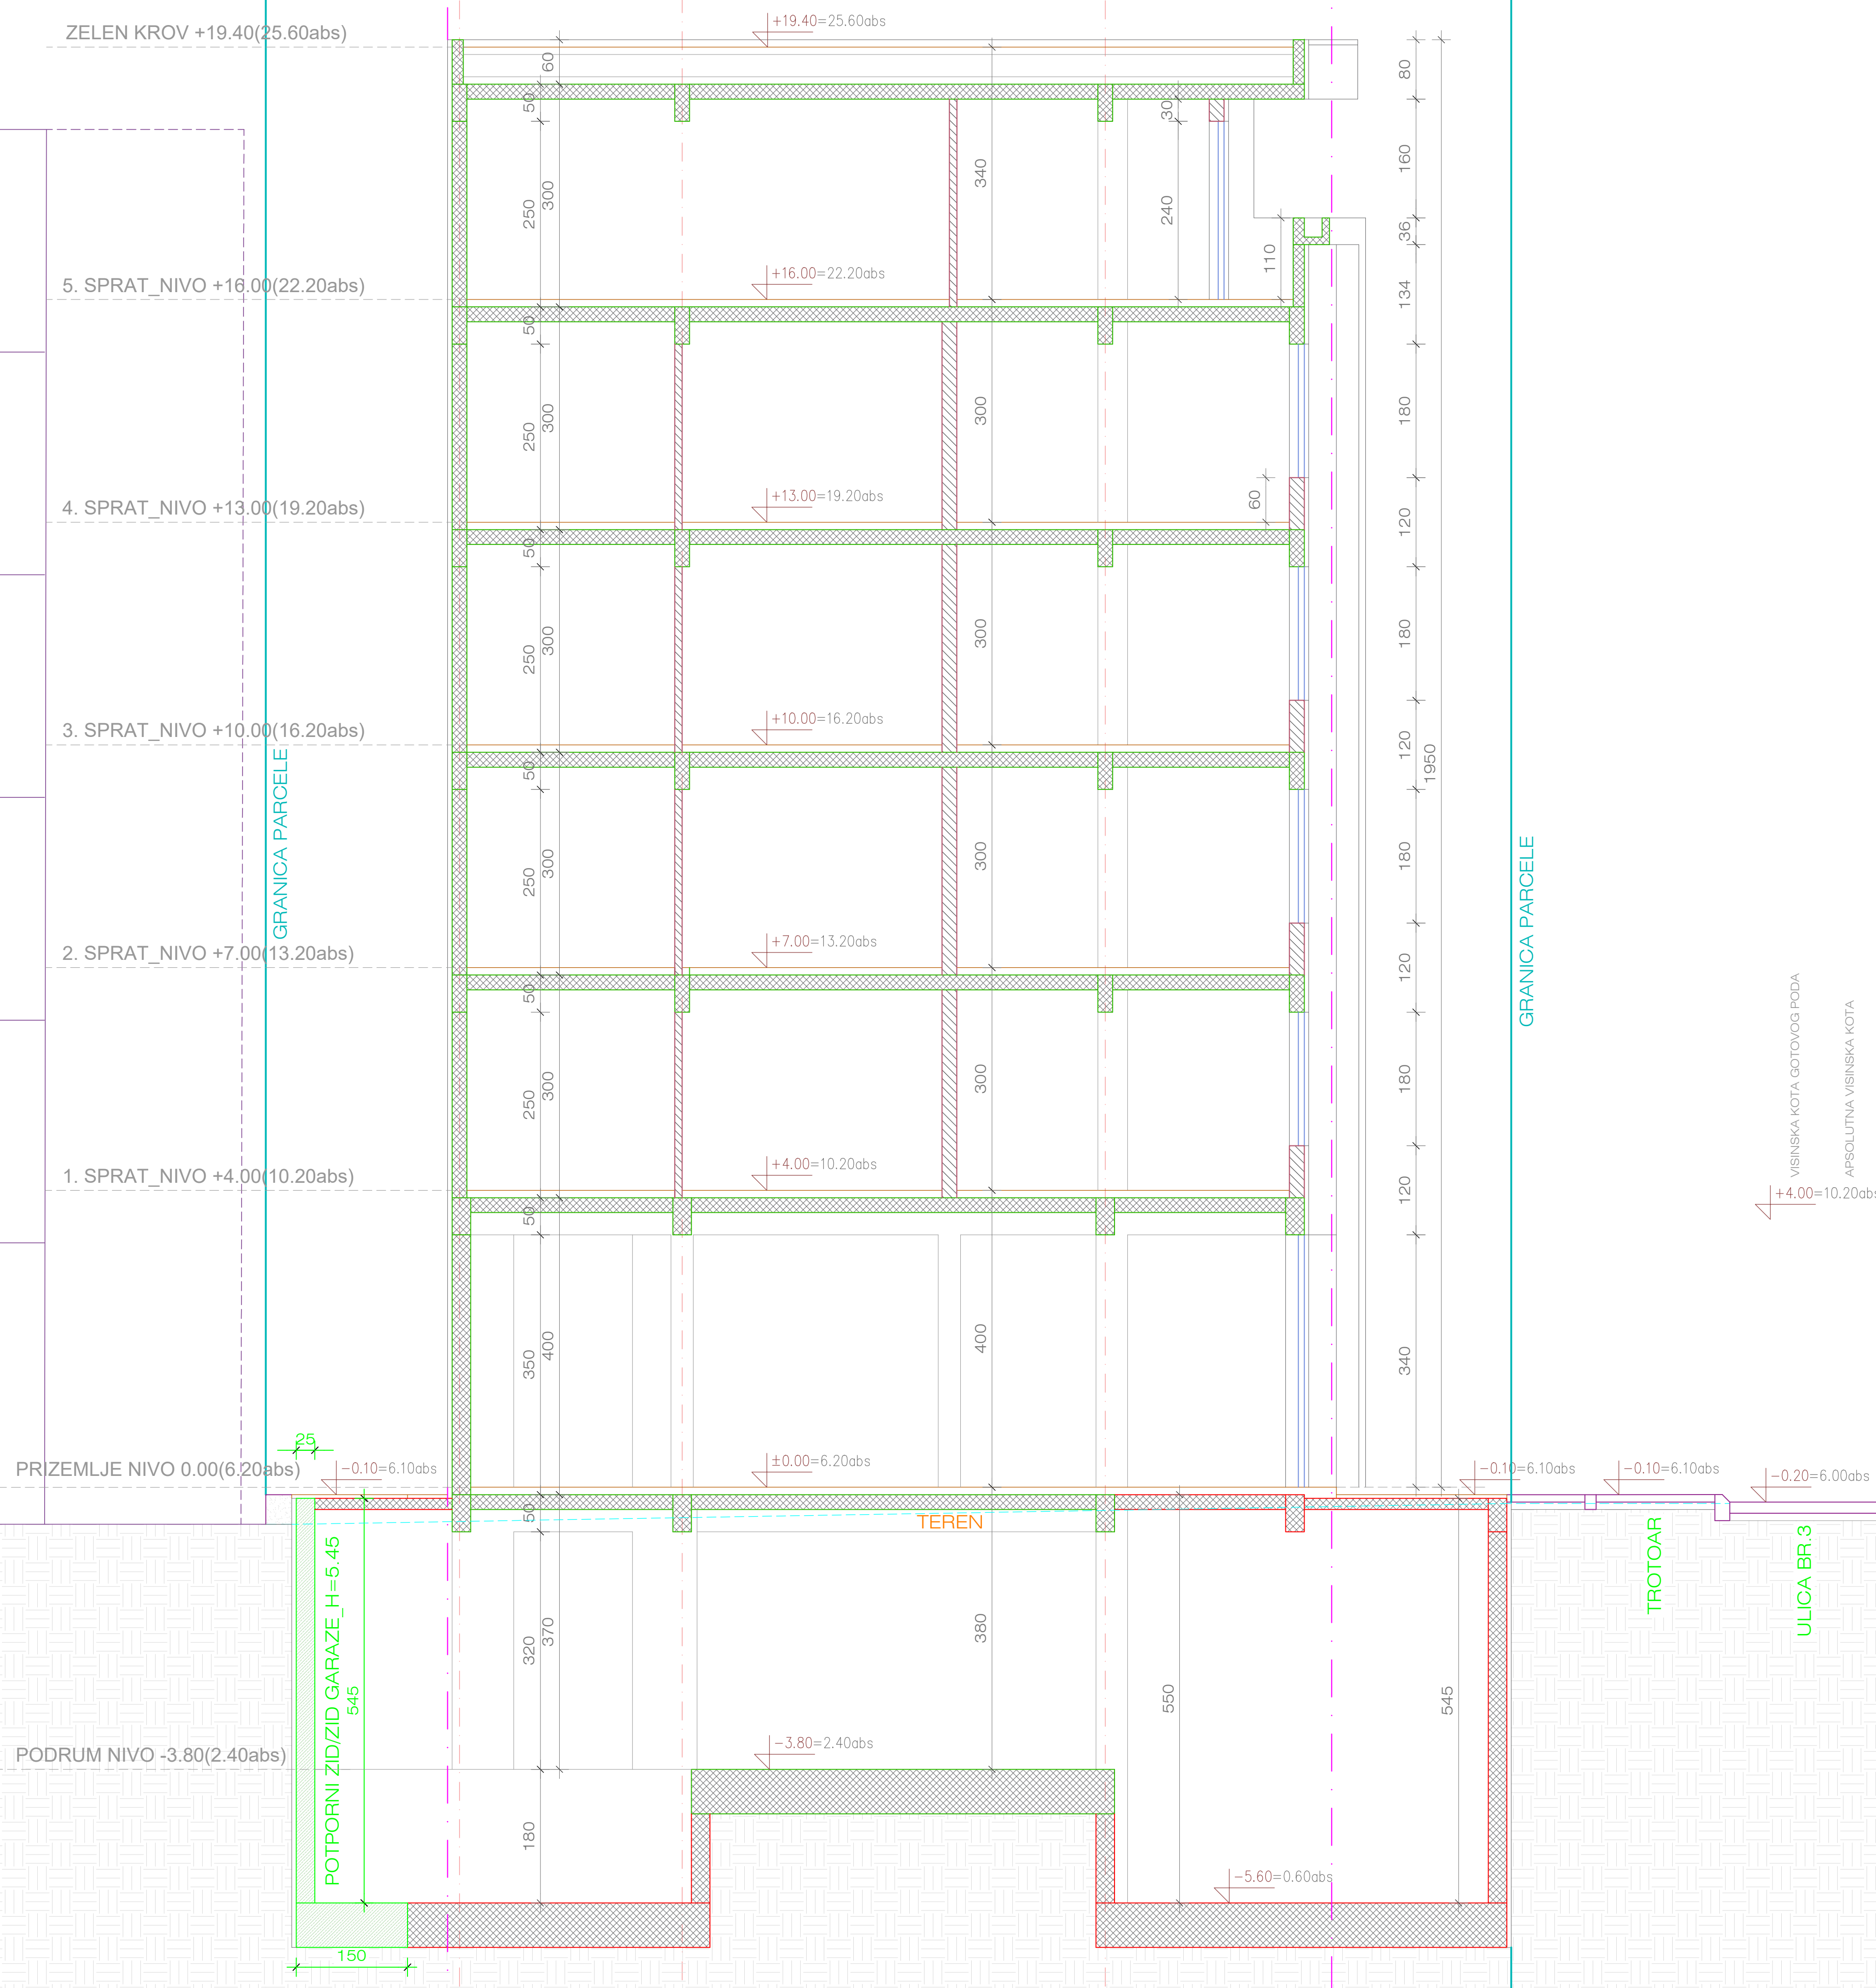 ZELEN KROV +19.40(25.60abs)
+19.40=25.60abs
60
80
50
30
340
160
300
250
240
36
110
5. SPRAT_NIVO +16.00(22.20abs)
+16.00=22.20abs
134
50
300
250
300
180
60
4. SPRAT_NIVO +13.00(19.20abs)
+13.00=19.20abs
120
50
300
250
300
180
3. SPRAT_NIVO +10.00(16.20abs)
+10.00=16.20abs
120
1950
50
GRANICA PARCELE
300
250
300
180
GRANICA PARCELE
2. SPRAT_NIVO +7.00(13.20abs)
+7.00=13.20abs
120
50
300
250
300
180
VISINSKA KOTA GOTOVOG PODA
APSOLUTNA VISINSKA KOTA
1. SPRAT_NIVO +4.00(10.20abs)
+4.00=10.20abs
120
+4.00=10.20abs
50
350
400
400
340
25
PRIZEMLJE NIVO 0.00(6.20abs)
-0.10=6.10abs
±0.00=6.20abs
-0.10=6.10abs
-0.10=6.10abs
-0.20=6.00abs
50
TEREN
TROTOAR
ULICA BR.3
POTPORNI ZID/ZID GARAZE_H=5.45
545
320
370
380
550
545
PODRUM NIVO -3.80(2.40abs)
-3.80=2.40abs
180
-5.60=0.60abs
150